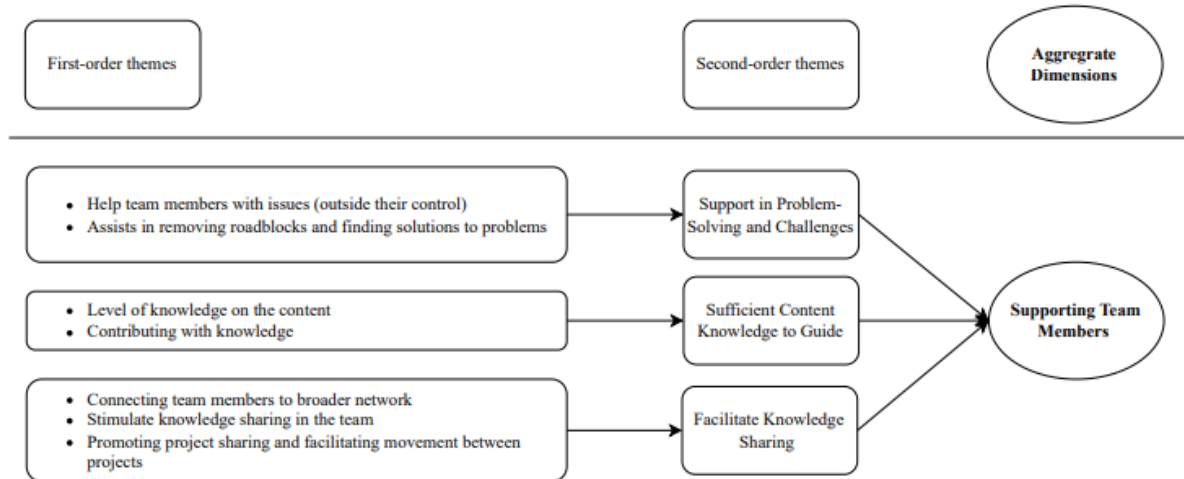 First-order themes
Second-order themes
Aggregrate
Dimensions
• Help team members with issues (outside their control)
• Assists in removing roadblocks and finding solutions to problems
Support in Problem-
Solving and Challenges
• Level of knowledge on the content
• Contributing with knowledge
Sufficient Content
Knowledge to Guide
Supporting Team
Members
• Connecting team members to broader network
• Stimulate knowledge sharing in the team
• Promoting project sharing and facilitating movement between
projects
Facilitate Knowledge
Sharing